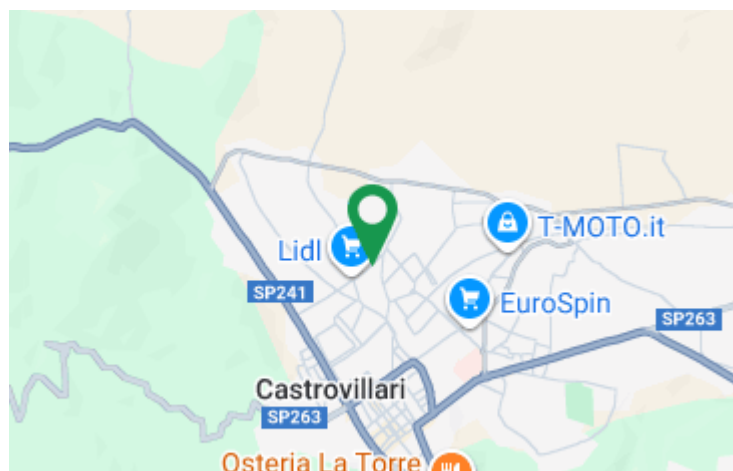 T-MOTO.it
Lidl
SP241
EuroSpin
SP263
Castrovillari
SP263
Osteria La Torre